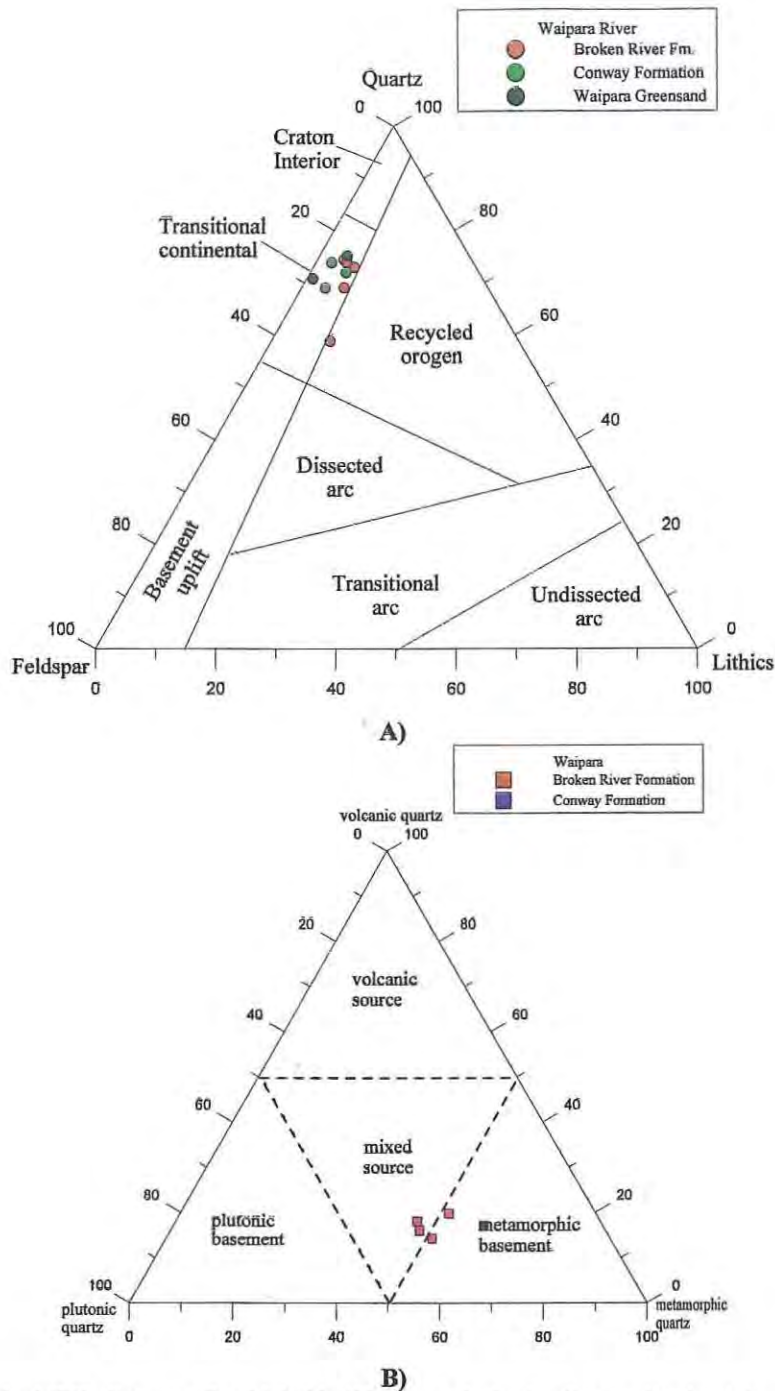 Waipara River
Broken River Fm.
Conway Formation
Waipara Greensand
Quartz
0 100
Craton
Interior
20
80
Transitional
continental
40
60
Recycled
orogen
60
40
Dissected
arc
80
20
Basement
uplift
Transitional
arc
Undissected
arc
100
0
Feldspar
Lithics
0 20 40 60 80 100
A)
Waipara
Broken River Formation
Conway Formation
volcanic quartz
0 100
20
80
volcanic
source
40
60
60
40
mixed
source
80
20
plutonic
basement
metamorphic
basement
100
0
plutonic
quartz
metamorphic
quartz
0 20 40 60 80 100
B)